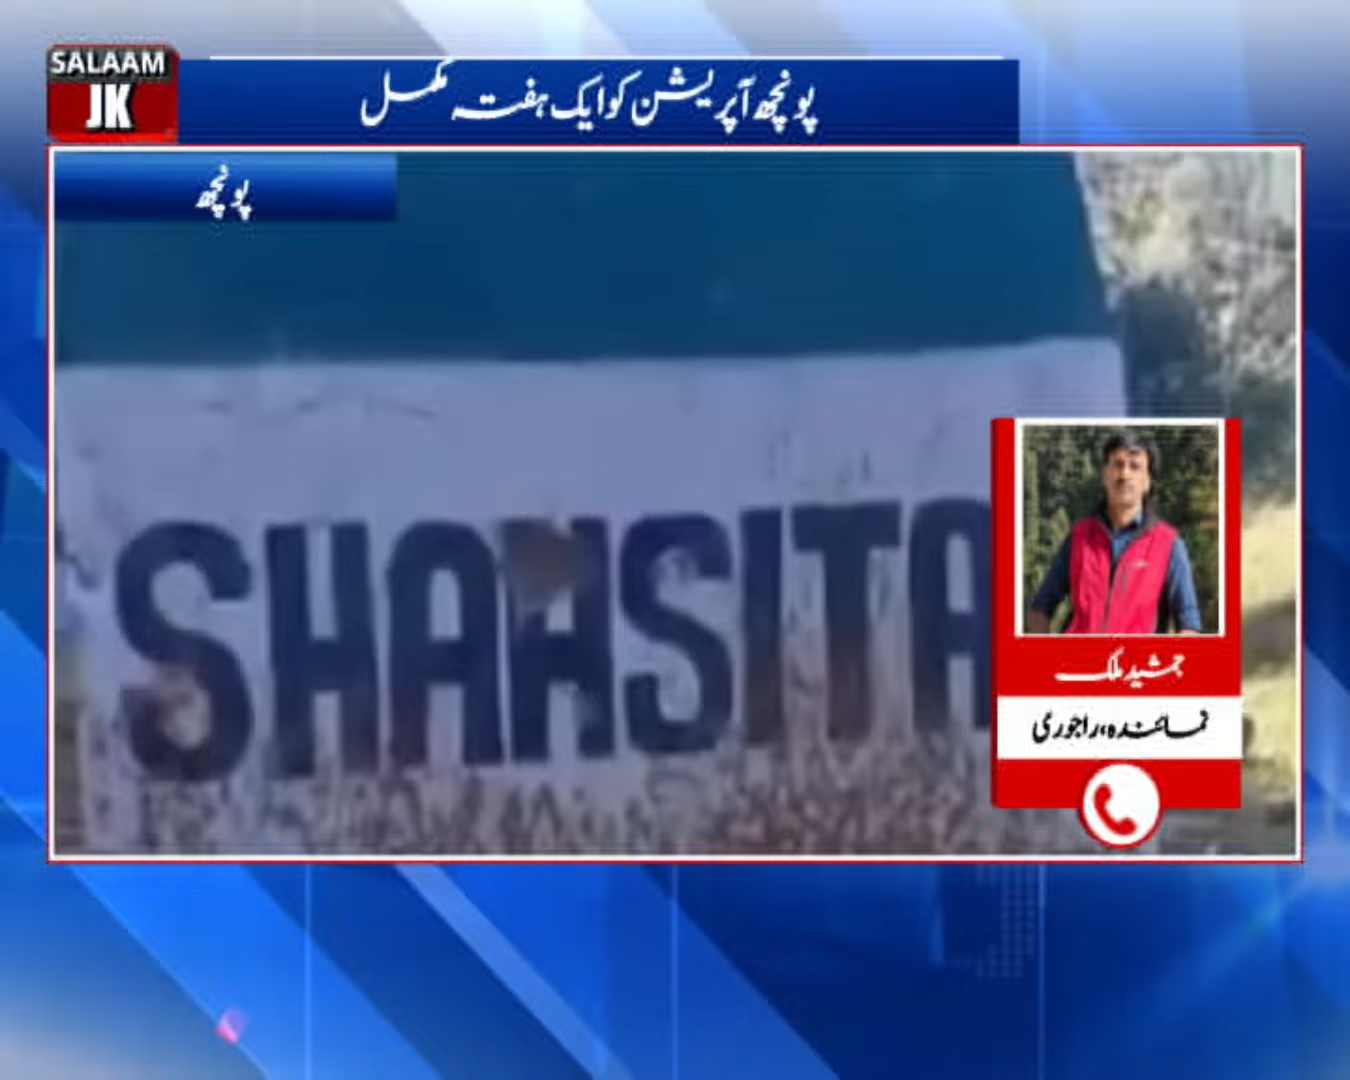 SALAAM
JK
پونچھ آپریشن کو ایک ہفتہ مکمل
پونچھ
SHAHSITA
جمشید ملک
نمائندہ، راجوری